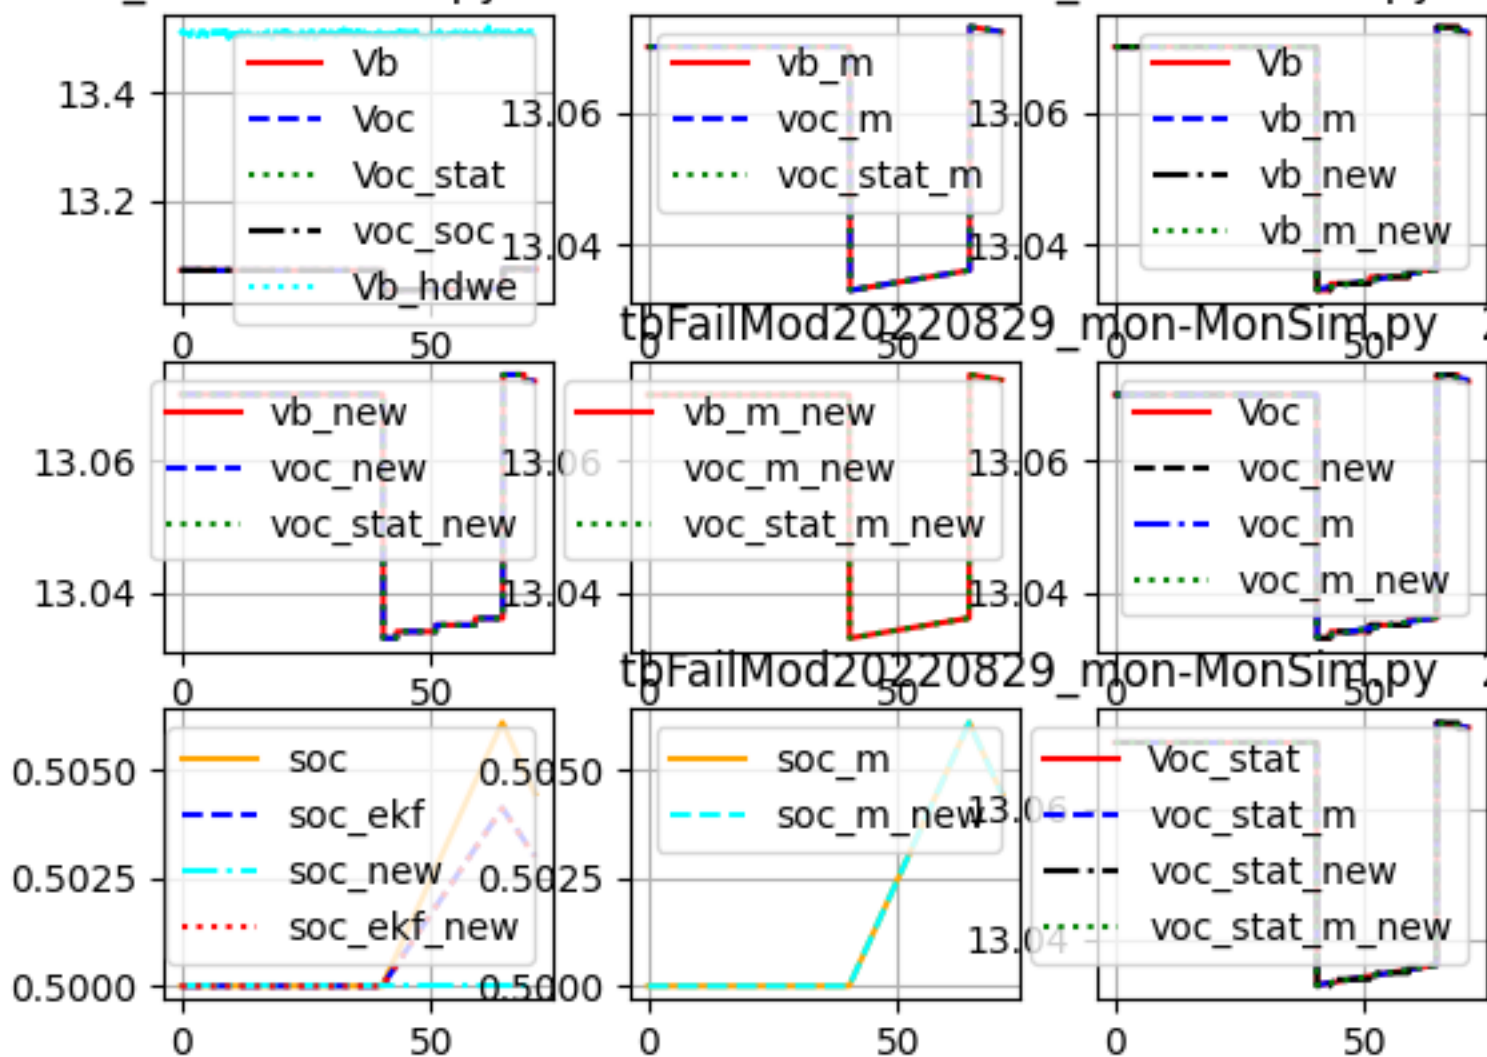 13.4
13.2
0
50
Vb
Voc
Voc_stat
voc_soc
Vb_hdwe
13.06
13.04
0
50
vb_m
voc_m
voc_stat_m
13.06
13.04
0
50
Vb
vb_m
vb_new
vb_m_new
tbFailMod20220829_mon-MonSim.py
13.06
13.04
0
50
vb_new
voc_new
voc_stat_new
13.06
13.04
0
50
vb_m_new
voc_m_new
voc_stat_m_new
13.06
13.04
0
50
Voc
voc_new
voc_m
voc_m_new
tbFailMod20220829_mon-MonSim.py
0.5050
0.5025
0.5000
0
50
soc
soc_ekf
soc_new
soc_ekf_new
0.5050
0.5025
0.5000
0
50
soc_m
soc_m_new
13.06
13.04
0
50
Voc_stat
voc_stat_m
voc_stat_new
voc_stat_m_new